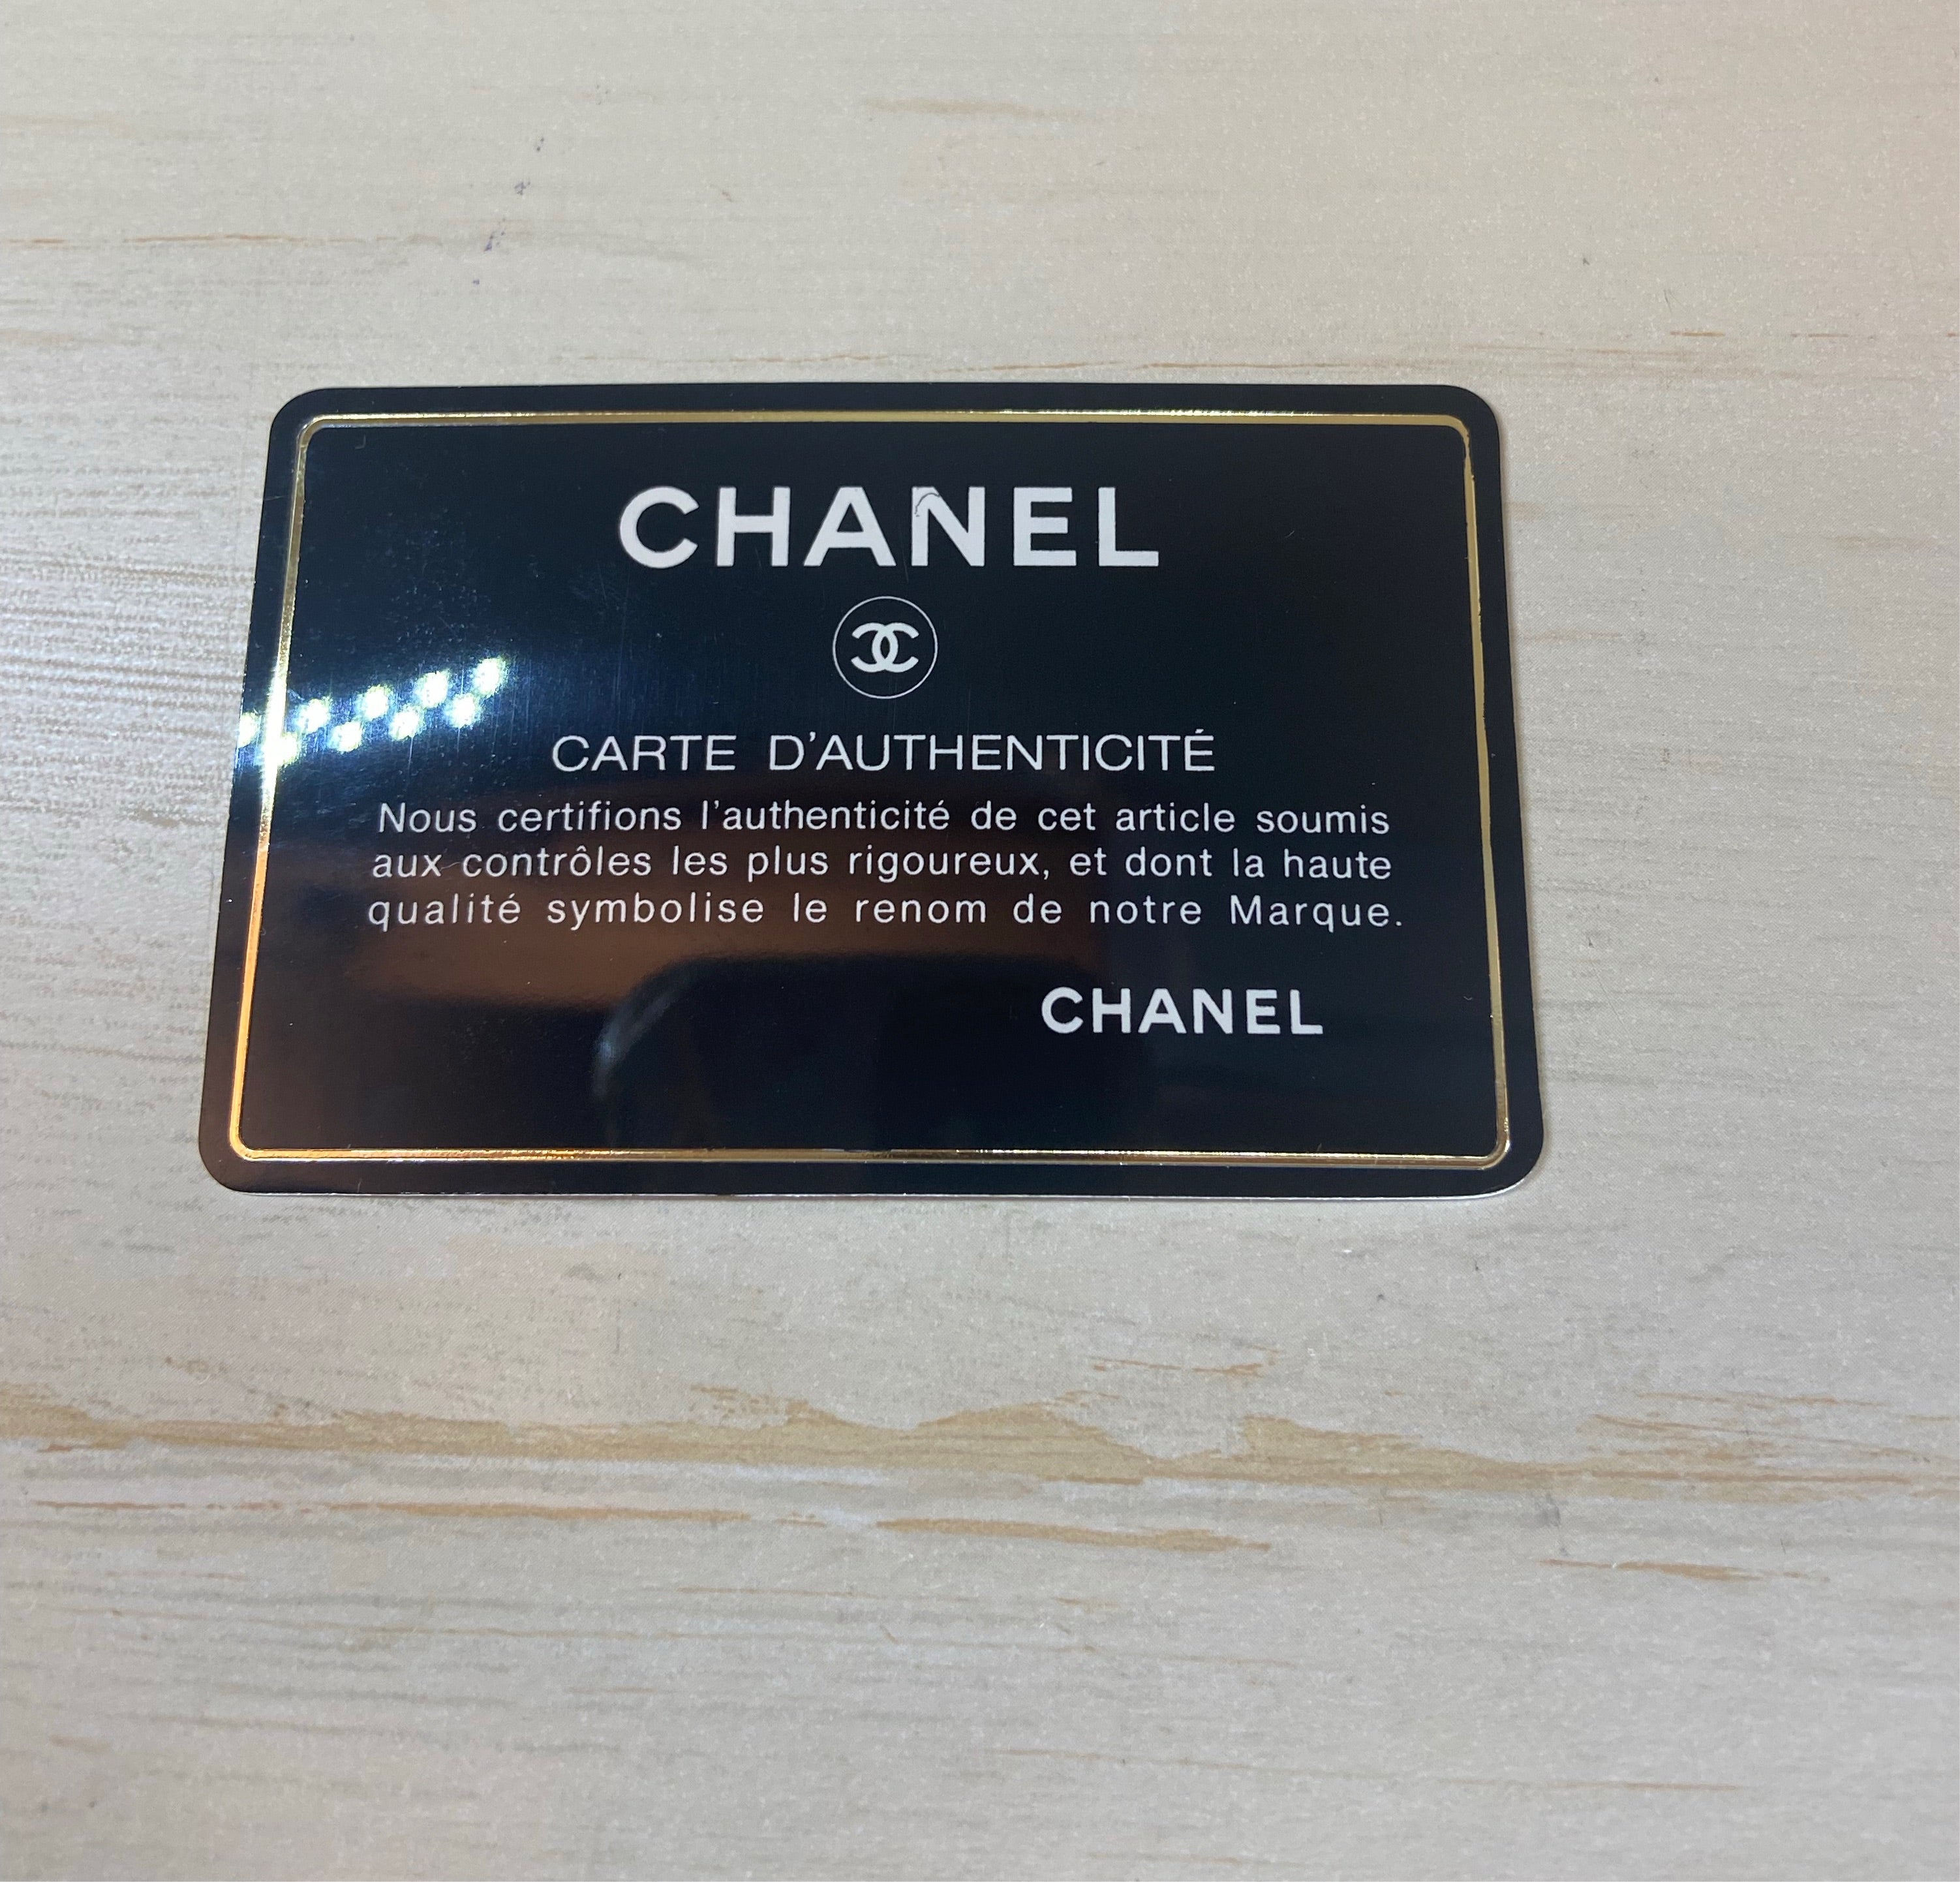 CHANEL
CARTE D'AUTHENTICITÉ
Nous certifions l'authenticité de cet article soumis
aux contrôles les plus rigoureux, et dont la haute
qualité symbolise le renom de notre Marque.
CHANEL